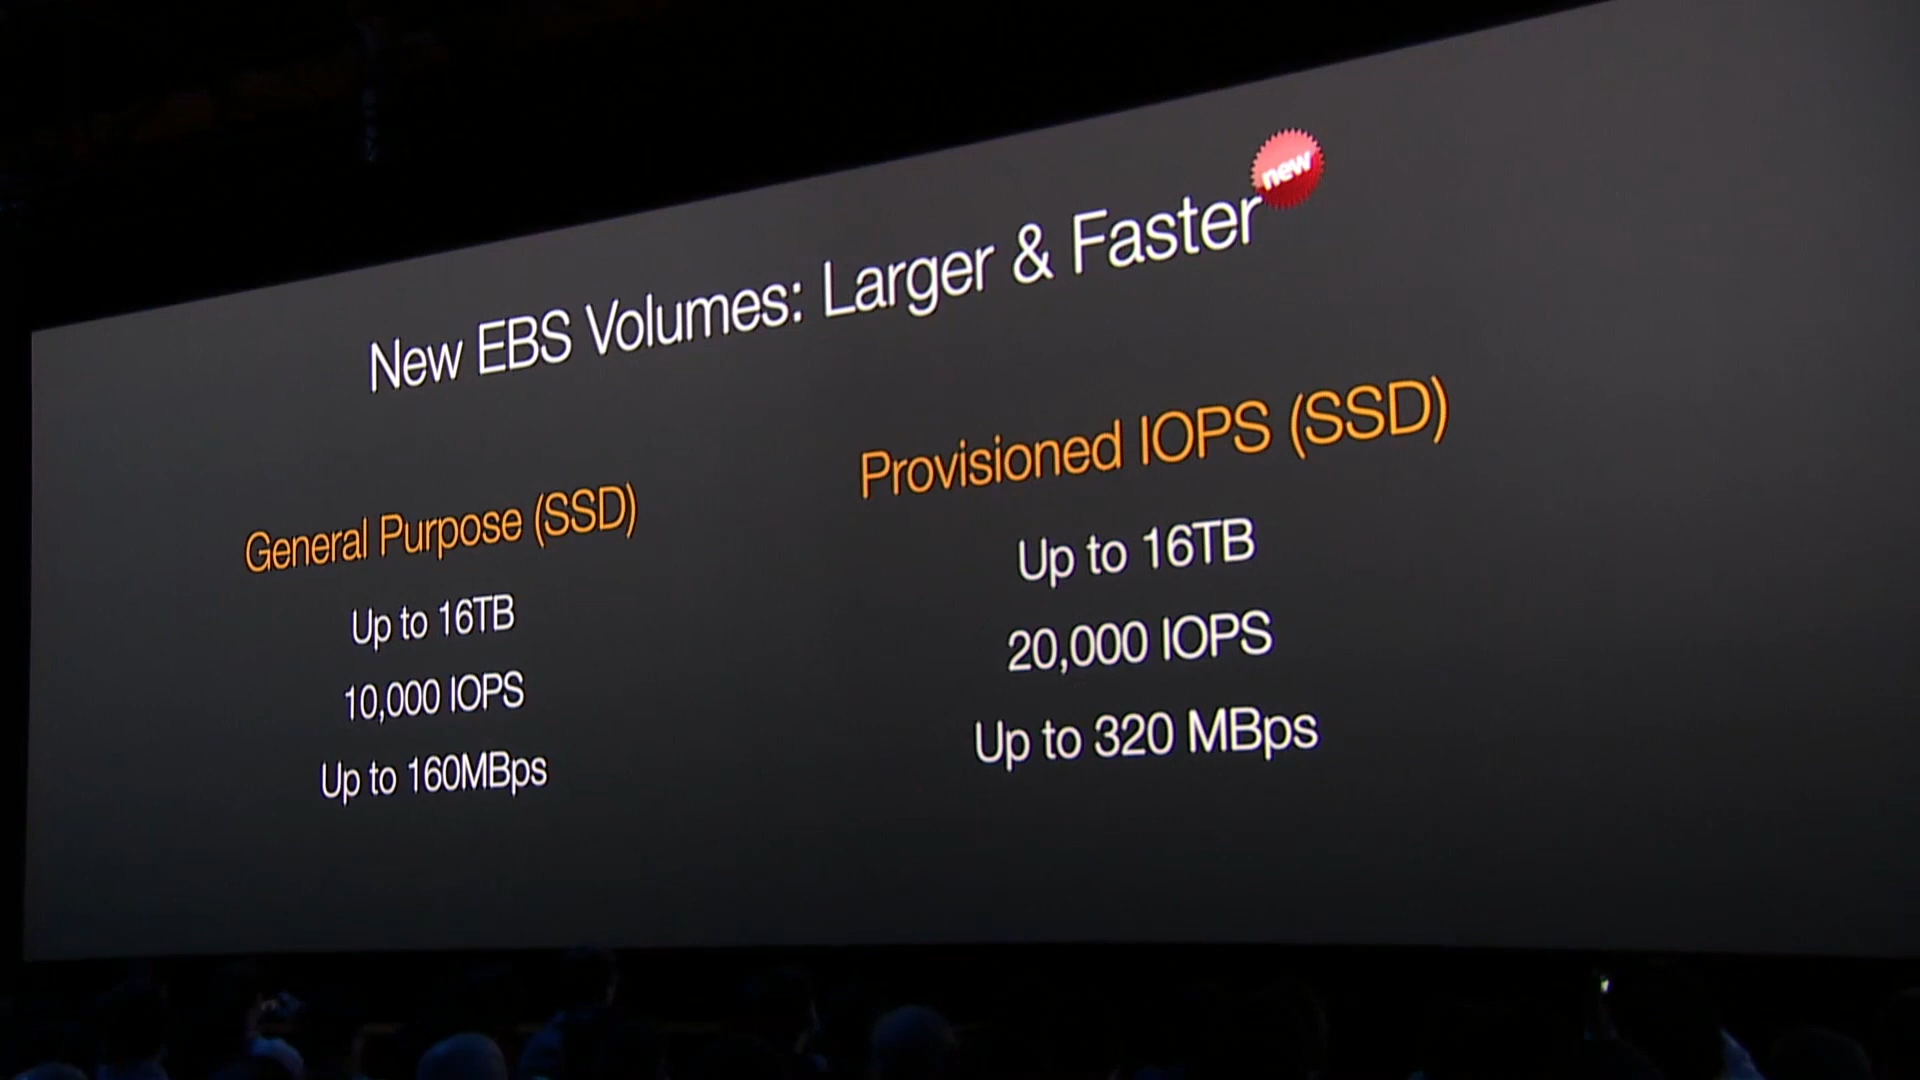 new
New EBS Volumes: Larger & Faster
General Purpose (SSD)
Up to 16TB
10,000 IOPS
Up to 160MBps
Provisioned IOPS (SSD)
Up to 16TB
20,000 IOPS
Up to 320 MBps